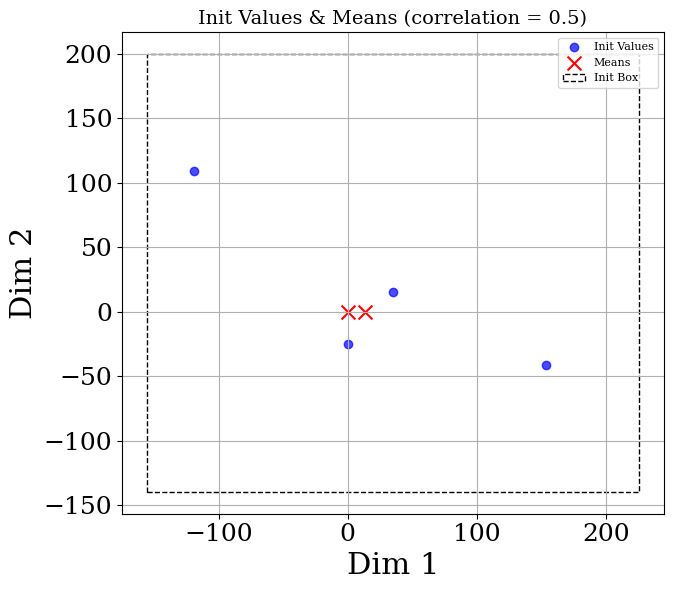 Init Values & Means (correlation = 0.5)
Init Values
Means
Init Box
200
150
100
50
0
−50
−100
−150
Dim 2
−100
0
100
200
Dim 1